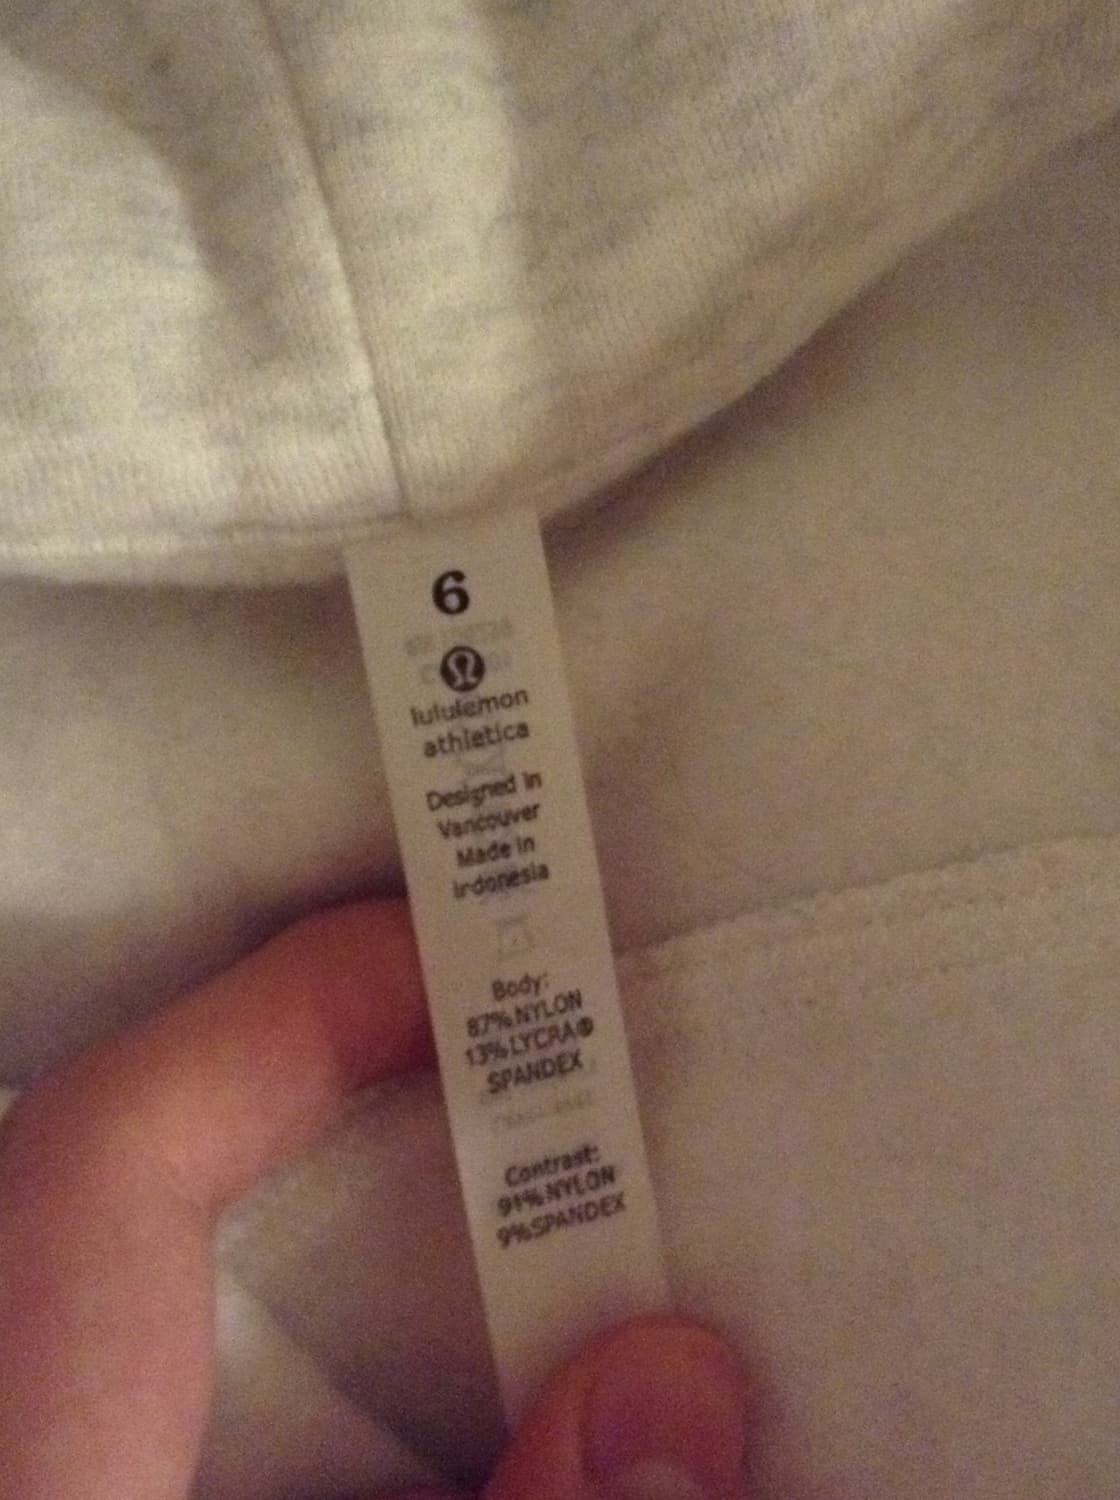 6
lululemon
athletica
Designed in
Vancouver
Made in
Indonesia
Body:
87% NYLON
13% LYCRA®
SPANDEX
Contrast:
91% NYLON
9% SPANDEX